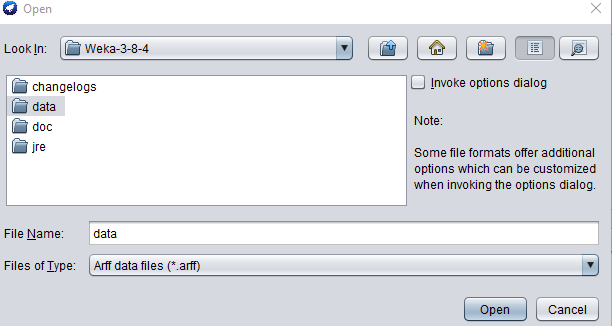 Open
Look In: Weka-3-8-4
changelogs
data
doc
jre
Invoke options dialog
Note:
Some file formats offer additional
options which can be customized
when invoking the options dialog.
File Name: data
Files of Type: Arff data files (*.arff)
Open Cancel